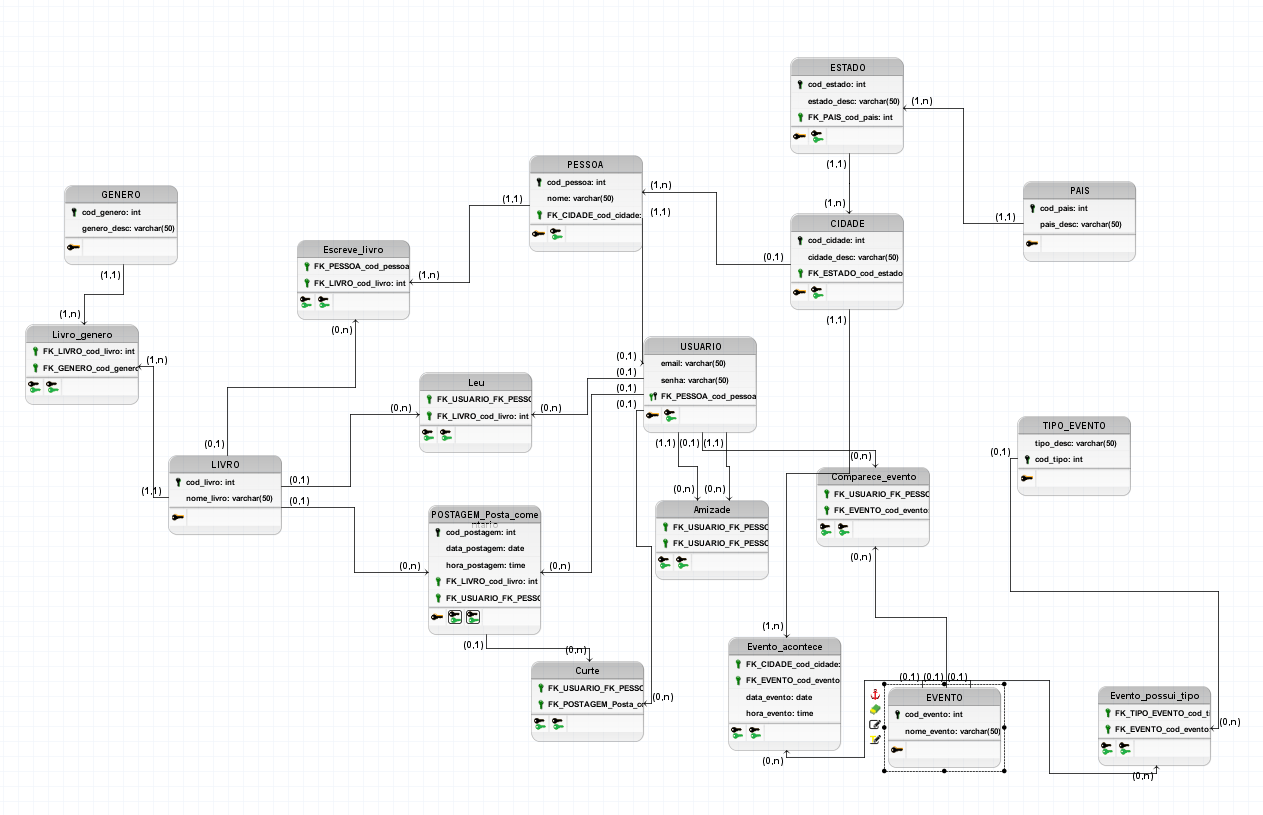 ESTADO
cod_estado: int
estado_desc: varchar(50)
FK_PAIS_cod_pais: int
(1,n)
(1,1)
(1,n)
PAIS
cod_pais: int
pais_desc: varchar(50)
(1,1)
PESSOA
cod_pessoa: int
nome: varchar(50)
FK_CIDADE_cod_cidade:
(1,n)
(1,1)
(1,1)
GENERO
cod_genero: int
genero_desc: varchar(50)
(1,1)
(1,n)
CIDADE
cod_cidade: int
cidade_desc: varchar(50)
FK_ESTADO_cod_estado
(0,1)
(1,1)
Escreve_livro
FK_PESSOA_cod_pessoa
FK_LIVRO_cod_livro: int
(1,n)
(0,n)
Livro_genero
FK_LIVRO_cod_livro: int
FK_GENERO_cod_genero
(1,n)
USUARIO
email: varchar(50)
senha: varchar(50)
FK_PESSOA_cod_pessoa
(0,1)
(0,1)
(0,1)
(0,1)
(1,1)
(0,1)
(1,1)
Leu
FK_USUARIO_FK_PESSO
FK_LIVRO_cod_livro: int
(0,n)
(0,n)
LIVRO
cod_livro: int
nome_livro: varchar(50)
(0,1)
(1,1)
(0,1)
(0,1)
TIPO_EVENTO
tipo_desc: varchar(50)
cod_tipo: int
(0,1)
Comparece_evento
FK_USUARIO_FK_PESSO
FK_EVENTO_cod_evento:
(0,n)
(0,n)
Amizade
FK_USUARIO_FK_PESSO
FK_USUARIO_FK_PESSO
(0,n)
(0,n)
POSTAGEM_Posta_come
ntario
cod_postagem: int
data_postagem: date
hora_postagem: time
FK_LIVRO_cod_livro: int
FK_USUARIO_FK_PESSO
(0,n)
(0,n)
(0,1)
(0,n)
Curte
FK_USUARIO_FK_PESSO
FK_POSTAGEM_Posta_co
(0,n)
Evento_acontece
FK_CIDADE_cod_cidade:
FK_EVENTO_cod_evento
data_evento: date
hora_evento: time
(1,n)
(0,n)
(0,1)
(0,1)
(0,1)
EVENTO
cod_evento: int
nome_evento: varchar(50)
Evento_possui_tipo
FK_TIPO_EVENTO_cod_ti
FK_EVENTO_cod_evento:
(0,n)
(0,n)